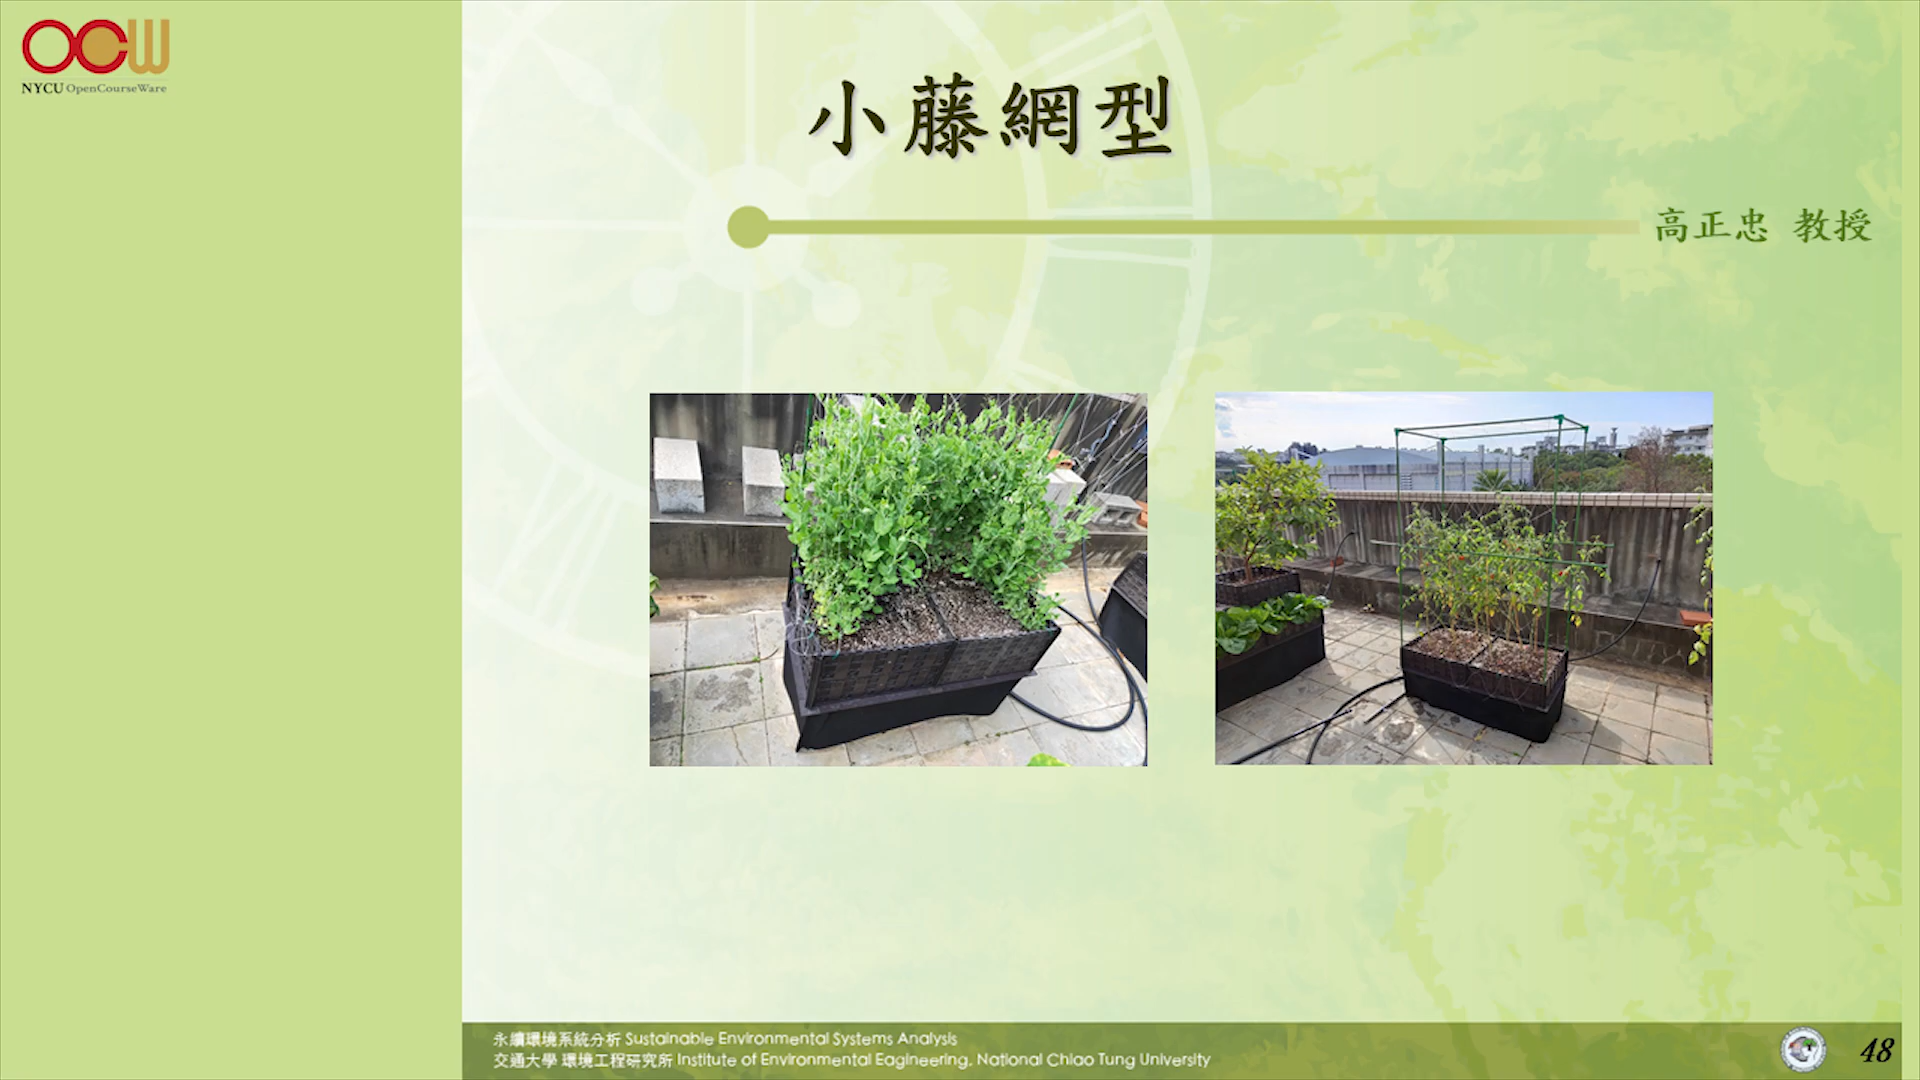 OCW
NYCU OpenCourseWare
小藤網型
高正忠 教授
永續環境系統分析 Sustainable Environmental Systems Analysis
交通大學 環境工程研究所 Institute of Environmental Eagineering, National Chiao Tung University
48